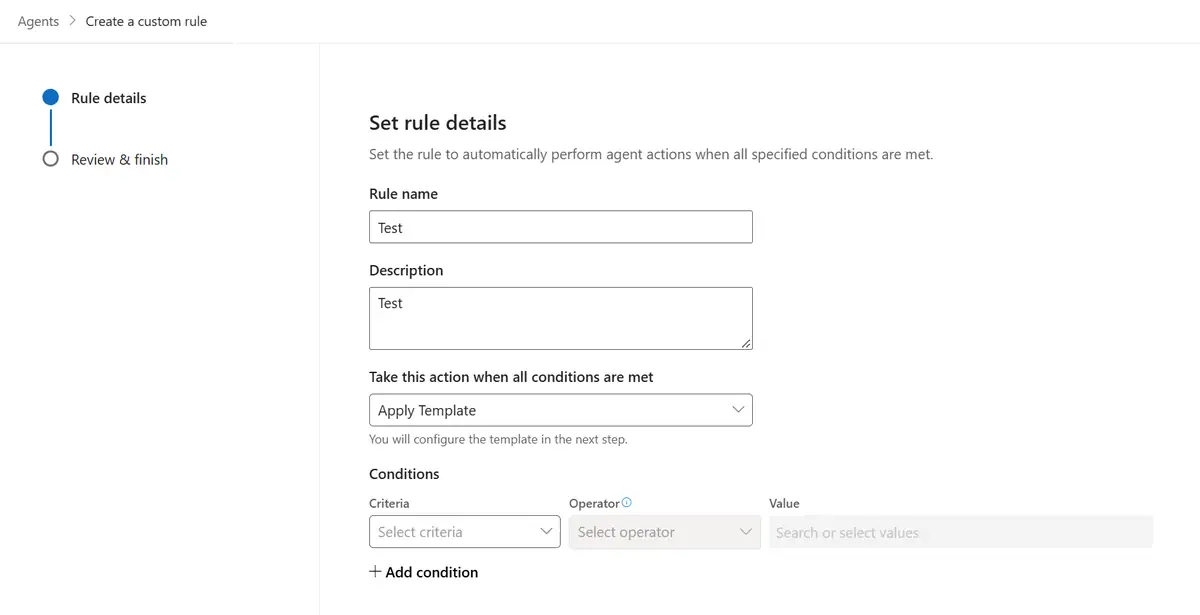 Agents > Create a custom rule
Rule details
Review & finish
Set rule details
Set the rule to automatically perform agent actions when all specified conditions are met.
Rule name
Test
Description
Test
Take this action when all conditions are met
Apply Template
You will configure the template in the next step.
Conditions
Criteria Operator Value
Select criteria Select operator Search or select values
+ Add condition